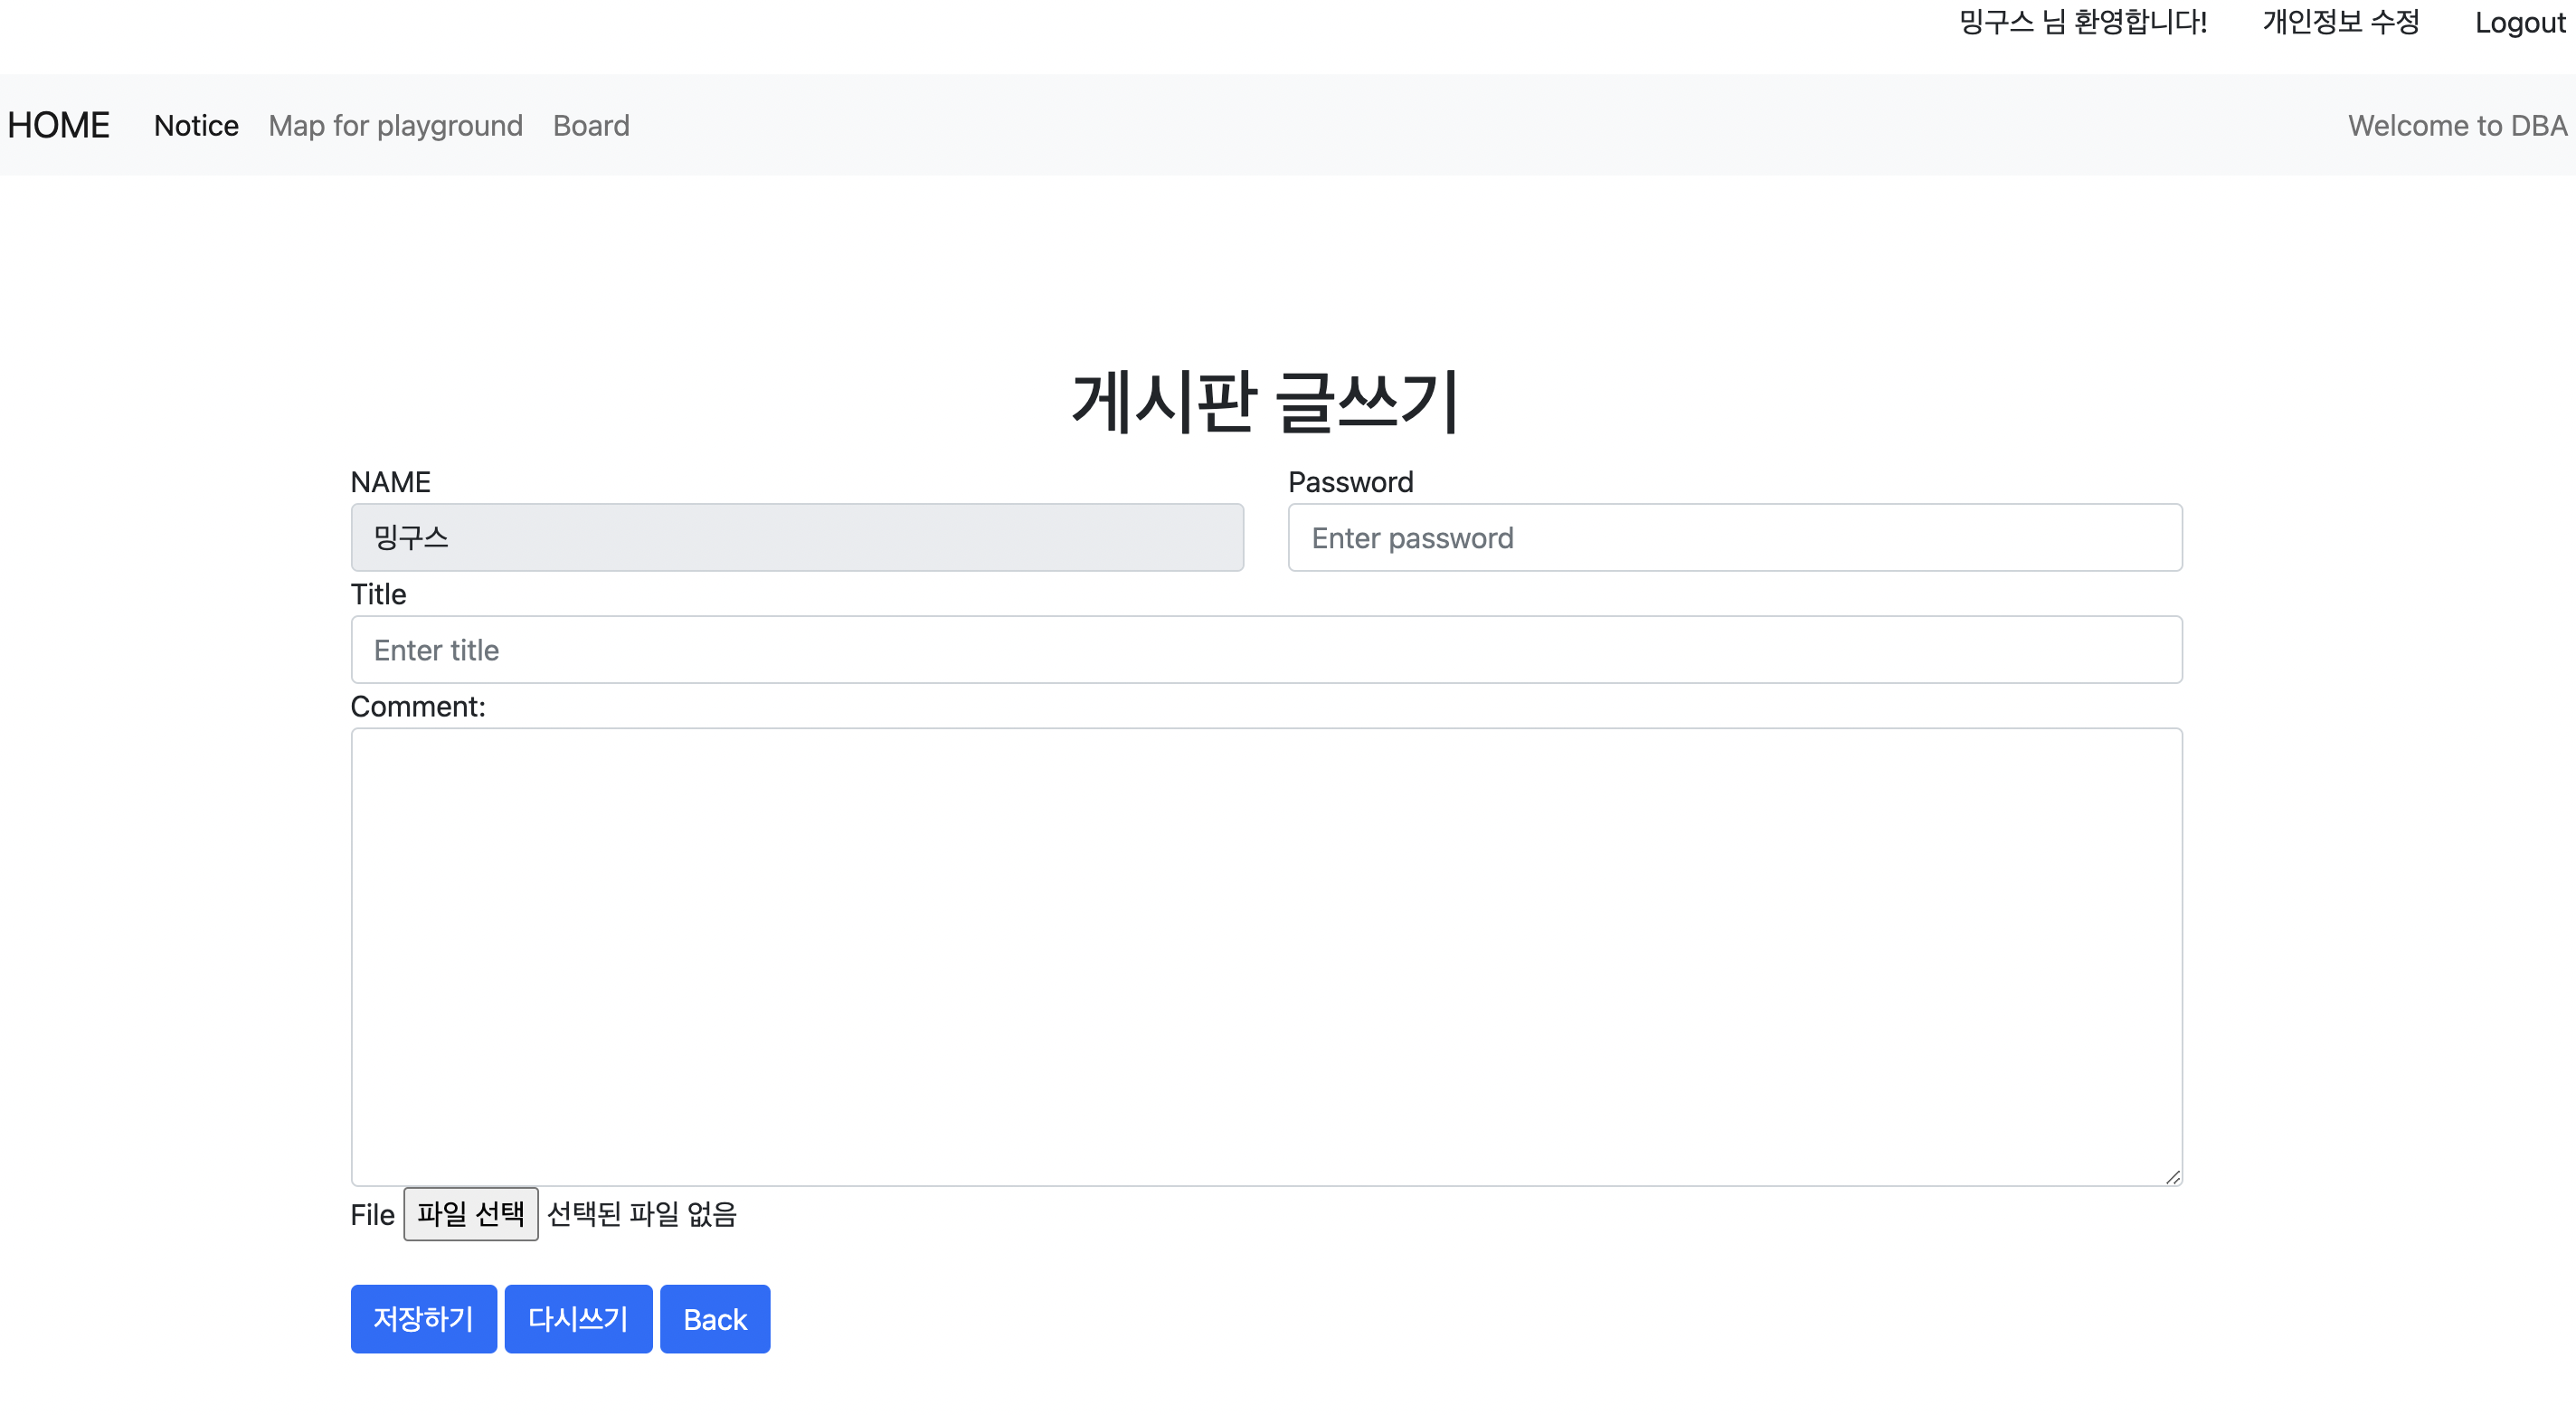 밍구스 님 환영합니다! 개인정보 수정 Logout
HOME Notice Map for playground Board Welcome to DBA
게시판 글쓰기
NAME Password
밍구스 Enter password
Title
Enter title
Comment:
File 파일 선택 선택된 파일 없음
저장하기 다시쓰기 Back